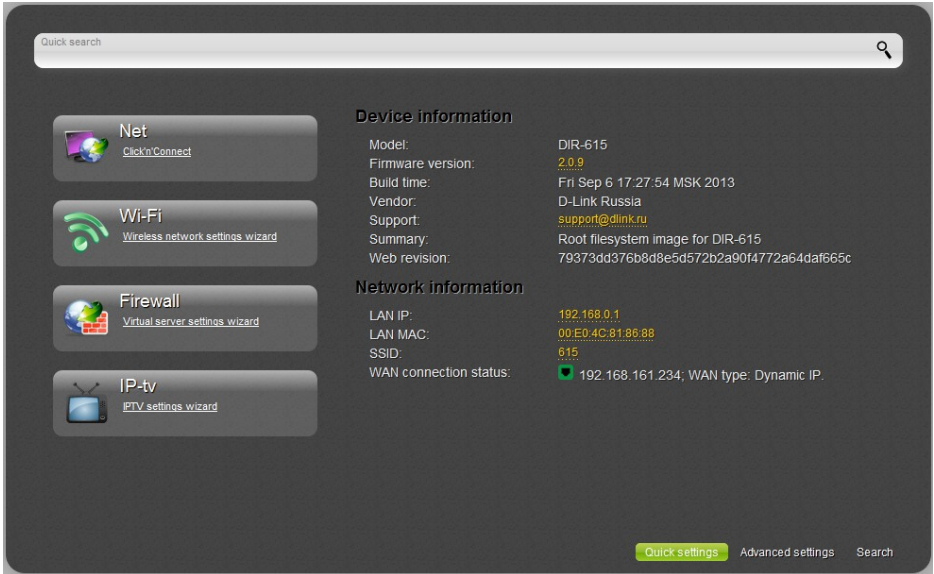 Quick search
Net
Click'n'Connect
Wi-Fi
Wireless network settings wizard
Firewall
Virtual server settings wizard
IP-tv
IPTV settings wizard
Device information
Model: DIR-615
Firmware version: 2.0.9
Build time: Fri Sep 6 17:27:54 MSK 2013
Vendor: D-Link Russia
Support: support@dlink.ru
Summary: Root filesystem image for DIR-615
Web revision: 79373dd376b8d8e5d572b2a90f4772a64daf665c
Network information
LAN IP: 192.168.0.1
LAN MAC: 00:E0:4C:81:86:88
SSID: 615
WAN connection status: 192.168.161.234; WAN type: Dynamic IP.
Quick settings Advanced settings Search